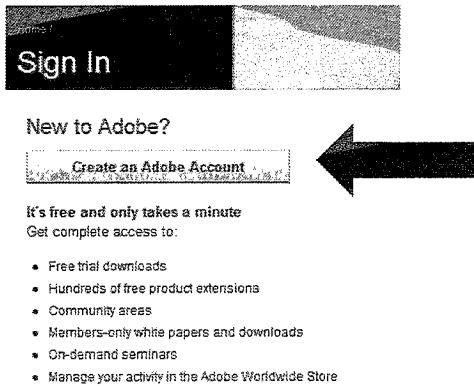 Home /
Sign In
New to Adobe?
Create an Adobe Account
It's free and only takes a minute
Get complete access to:
• Free trial downloads
• Hundreds of free product extensions
• Community areas
• Members-only white papers and downloads
• On-demand seminars
• Manage your activity in the Adobe Worldwide Store